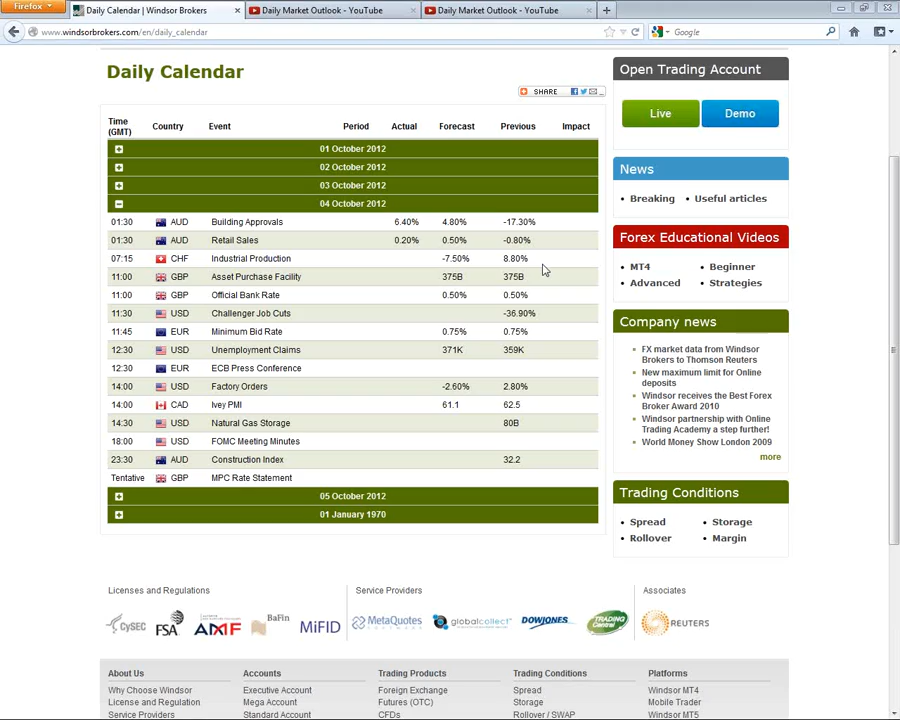 Firefox
Daily Calendar | Windsor Brokers
Daily Market Outlook - YouTube
Daily Market Outlook - YouTube
www.windsorbrokers.com/en/daily_calendar
Google
Daily Calendar
SHARE
Time (GMT) Country Event Period Actual Forecast Previous Impact
01 October 2012
02 October 2012
03 October 2012
04 October 2012
01:30 AUD Building Approvals 6.40% 4.80% -17.30%
01:30 AUD Retail Sales 0.20% 0.50% -0.80%
07:15 CHF Industrial Production -7.50% 8.80%
11:00 GBP Asset Purchase Facility 375B 375B
11:00 GBP Official Bank Rate 0.50% 0.50%
11:30 USD Challenger Job Cuts -36.90%
11:45 EUR Minimum Bid Rate 0.75% 0.75%
12:30 USD Unemployment Claims 371K 359K
12:30 EUR ECB Press Conference
14:00 USD Factory Orders -2.60% 2.80%
14:00 CAD Ivey PMI 61.1 62.5
14:30 USD Natural Gas Storage 80B
18:00 USD FOMC Meeting Minutes
23:30 AUD Construction Index 32.2
Tentative GBP MPC Rate Statement
05 October 2012
01 January 1970
Open Trading Account
Live Demo
News
Breaking Useful articles
Forex Educational Videos
MT4 Beginner
Advanced Strategies
Company news
FX market data from Windsor
Brokers to Thomson Reuters
New maximum limit for Online
deposits
Windsor receives the Best Forex
Broker Award 2010
Windsor partnership with Online
Trading Academy a step further!
World Money Show London 2009
more
Trading Conditions
Spread Storage
Rollover Margin
Licenses and Regulations Service Providers Associates
CySEC FSA AMF BaFin MiFID MetaQuotes globalcollect DOWJONES TRADING Central REUTERS
About Us Accounts Trading Products Trading Conditions Platforms
Why Choose Windsor Executive Account Foreign Exchange Spread Windsor MT4
License and Regulation Mega Account Futures (OTC) Storage Mobile Trader
Service Providers Standard Account CFDs Rollover / SWAP Windsor MT5